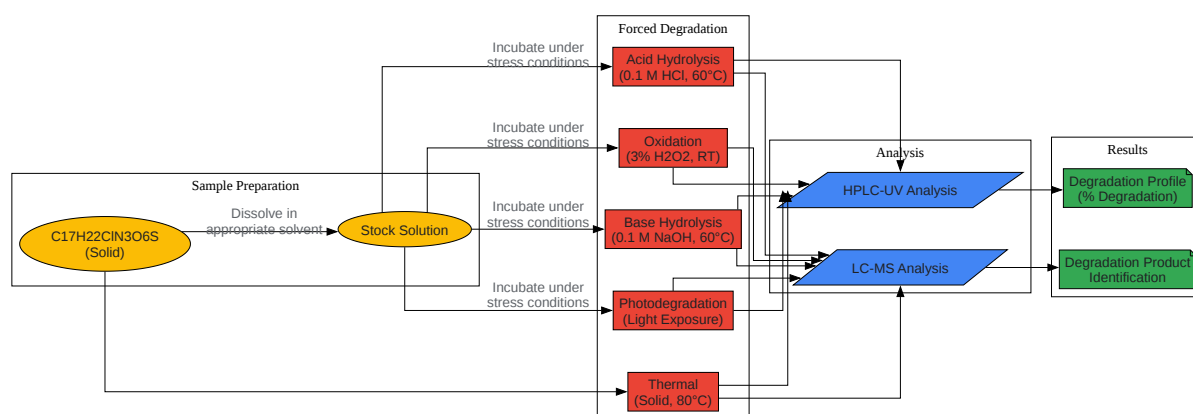 Forced Degradation
Incubate under
stress conditions
Acid Hydrolysis
(0.1 M HCl, 60°C)
Incubate under
stress conditions
Oxidation
(3% H2O2, RT)
Analysis
Results
Sample Preparation
HPLC-UV Analysis
Degradation Profile
(% Degradation)
Dissolve in
appropriate solvent
C17H22ClN3O6S
(Solid)
Stock Solution
Incubate under
stress conditions
Base Hydrolysis
(0.1 M NaOH, 60°C)
LC-MS Analysis
Degradation Product
Identification
Incubate under
stress conditions
Photodegradation
(Light Exposure)
Thermal
(Solid, 80°C)